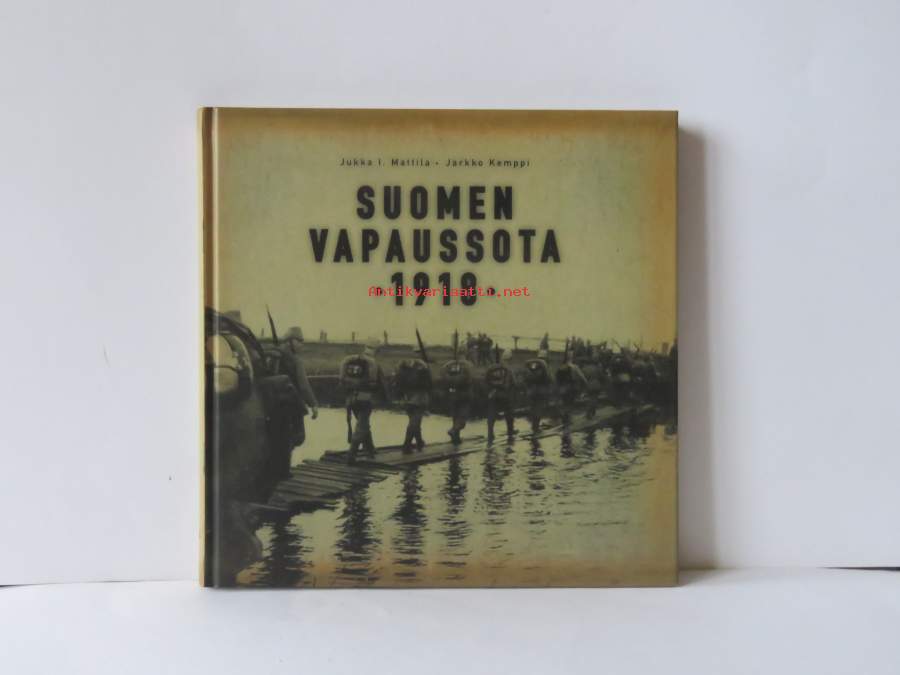 Jukka I. Mattila • Jarkko Kemppi
SUOMEN
VAPAUSSOTA
•1918•
Antikvariaatti.net